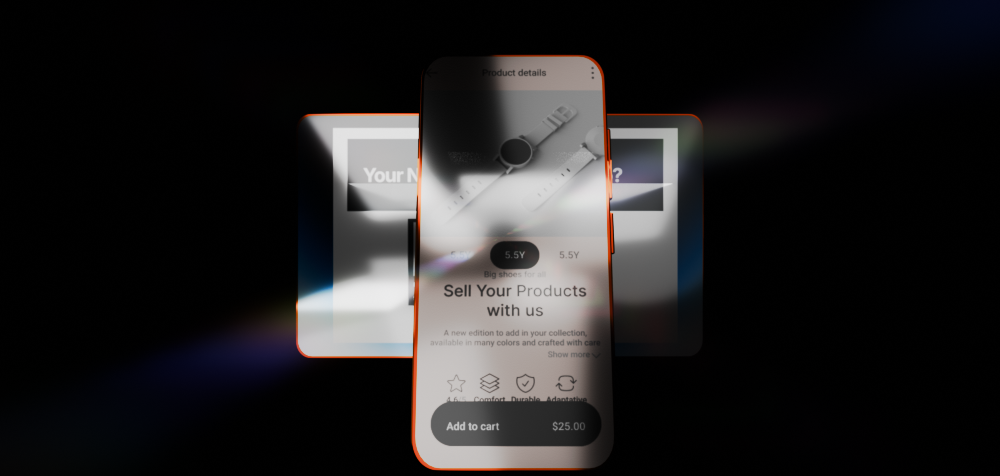 Product details
Your N
?
5.5Y
5.5Y
Big shoes for all
Sell Your Products
with us
A new edition to add in your collection,
available in many colors and crafted with care
Show more
4.6
Comfort
Durable
Adaptative
Add to cart
$25.00